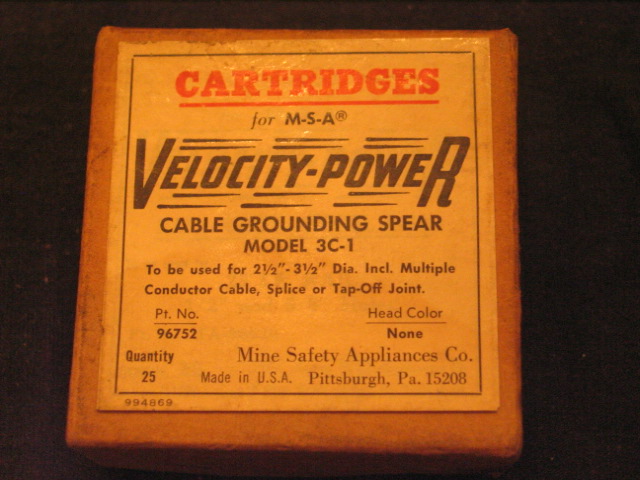 CARTRIDGES
for M-S-A®
VELOCITY-POWER
CABLE GROUNDING SPEAR
MODEL 3C-1
To be used for 2½"-3½" Dia. Incl. Multiple
Conductor Cable, Splice or Tap-Off Joint.
Pt. No. Head Color
96752 None
Quantity Mine Safety Appliances Co.
25 Made in U.S.A. Pittsburgh, Pa. 15208
994869